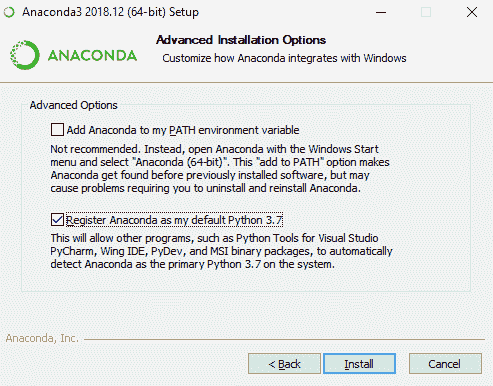 Anaconda3 2018.12 (64-bit) Setup
ANACONDA
Advanced Installation Options
Customize how Anaconda integrates with Windows
Advanced Options
Add Anaconda to my PATH environment variable
Not recommended. Instead, open Anaconda with the Windows Start
menu and select "Anaconda (64-bit)". This "add to PATH" option makes
Anaconda get found before previously installed software, but may
cause problems requiring you to uninstall and reinstall Anaconda.
Register Anaconda as my default Python 3.7
This will allow other programs, such as Python Tools for Visual Studio
PyCharm, Wing IDE, PyDev, and MSI binary packages, to automatically
detect Anaconda as the primary Python 3.7 on the system.
Anaconda, Inc.
< Back
Install
Cancel